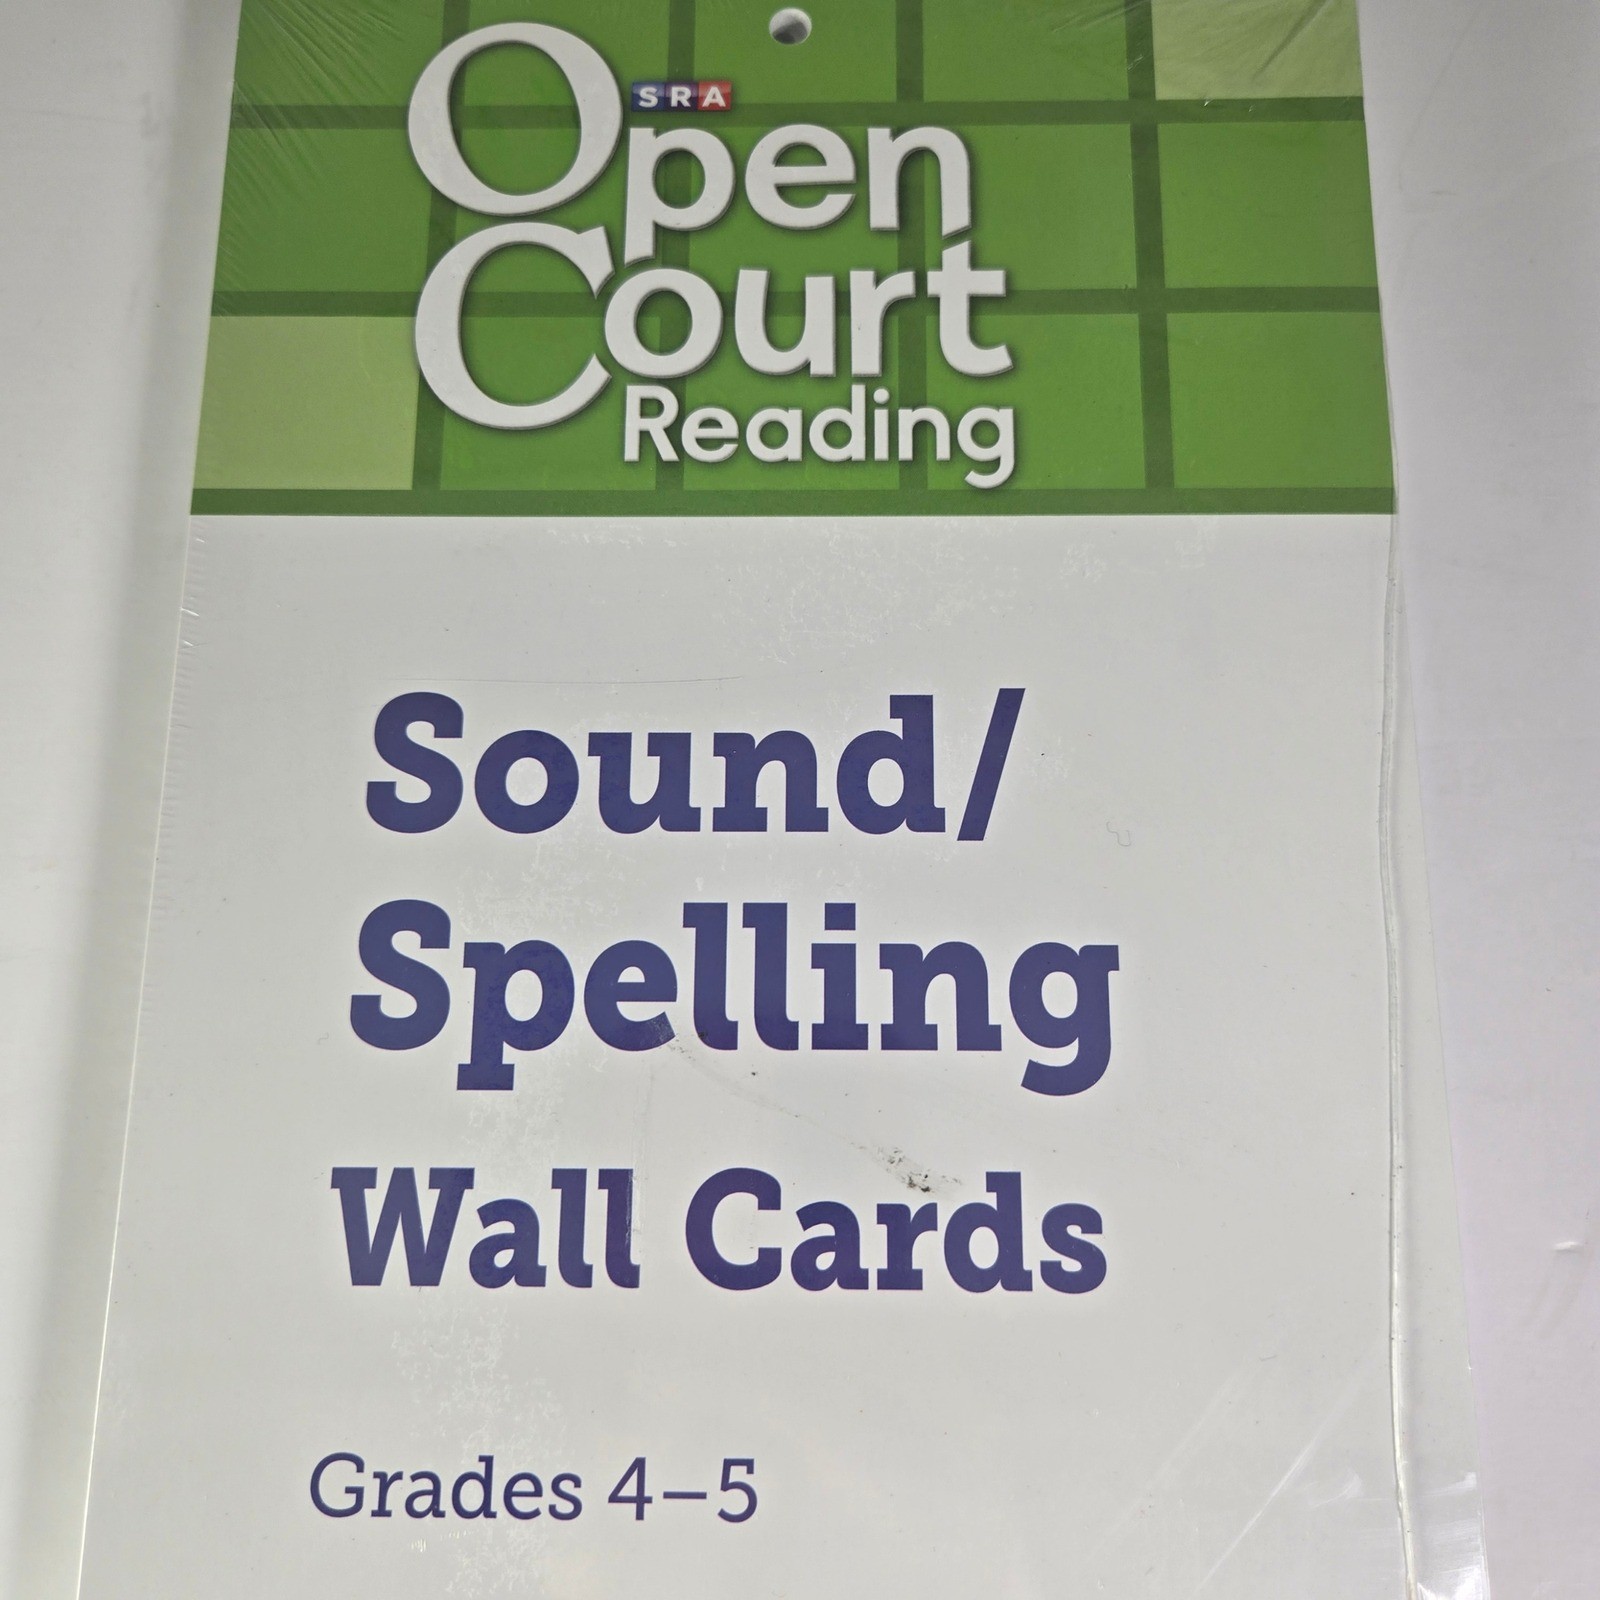 SRA
Open
Court
Reading
Sound/
Spelling
Wall Cards
Grades 4–5